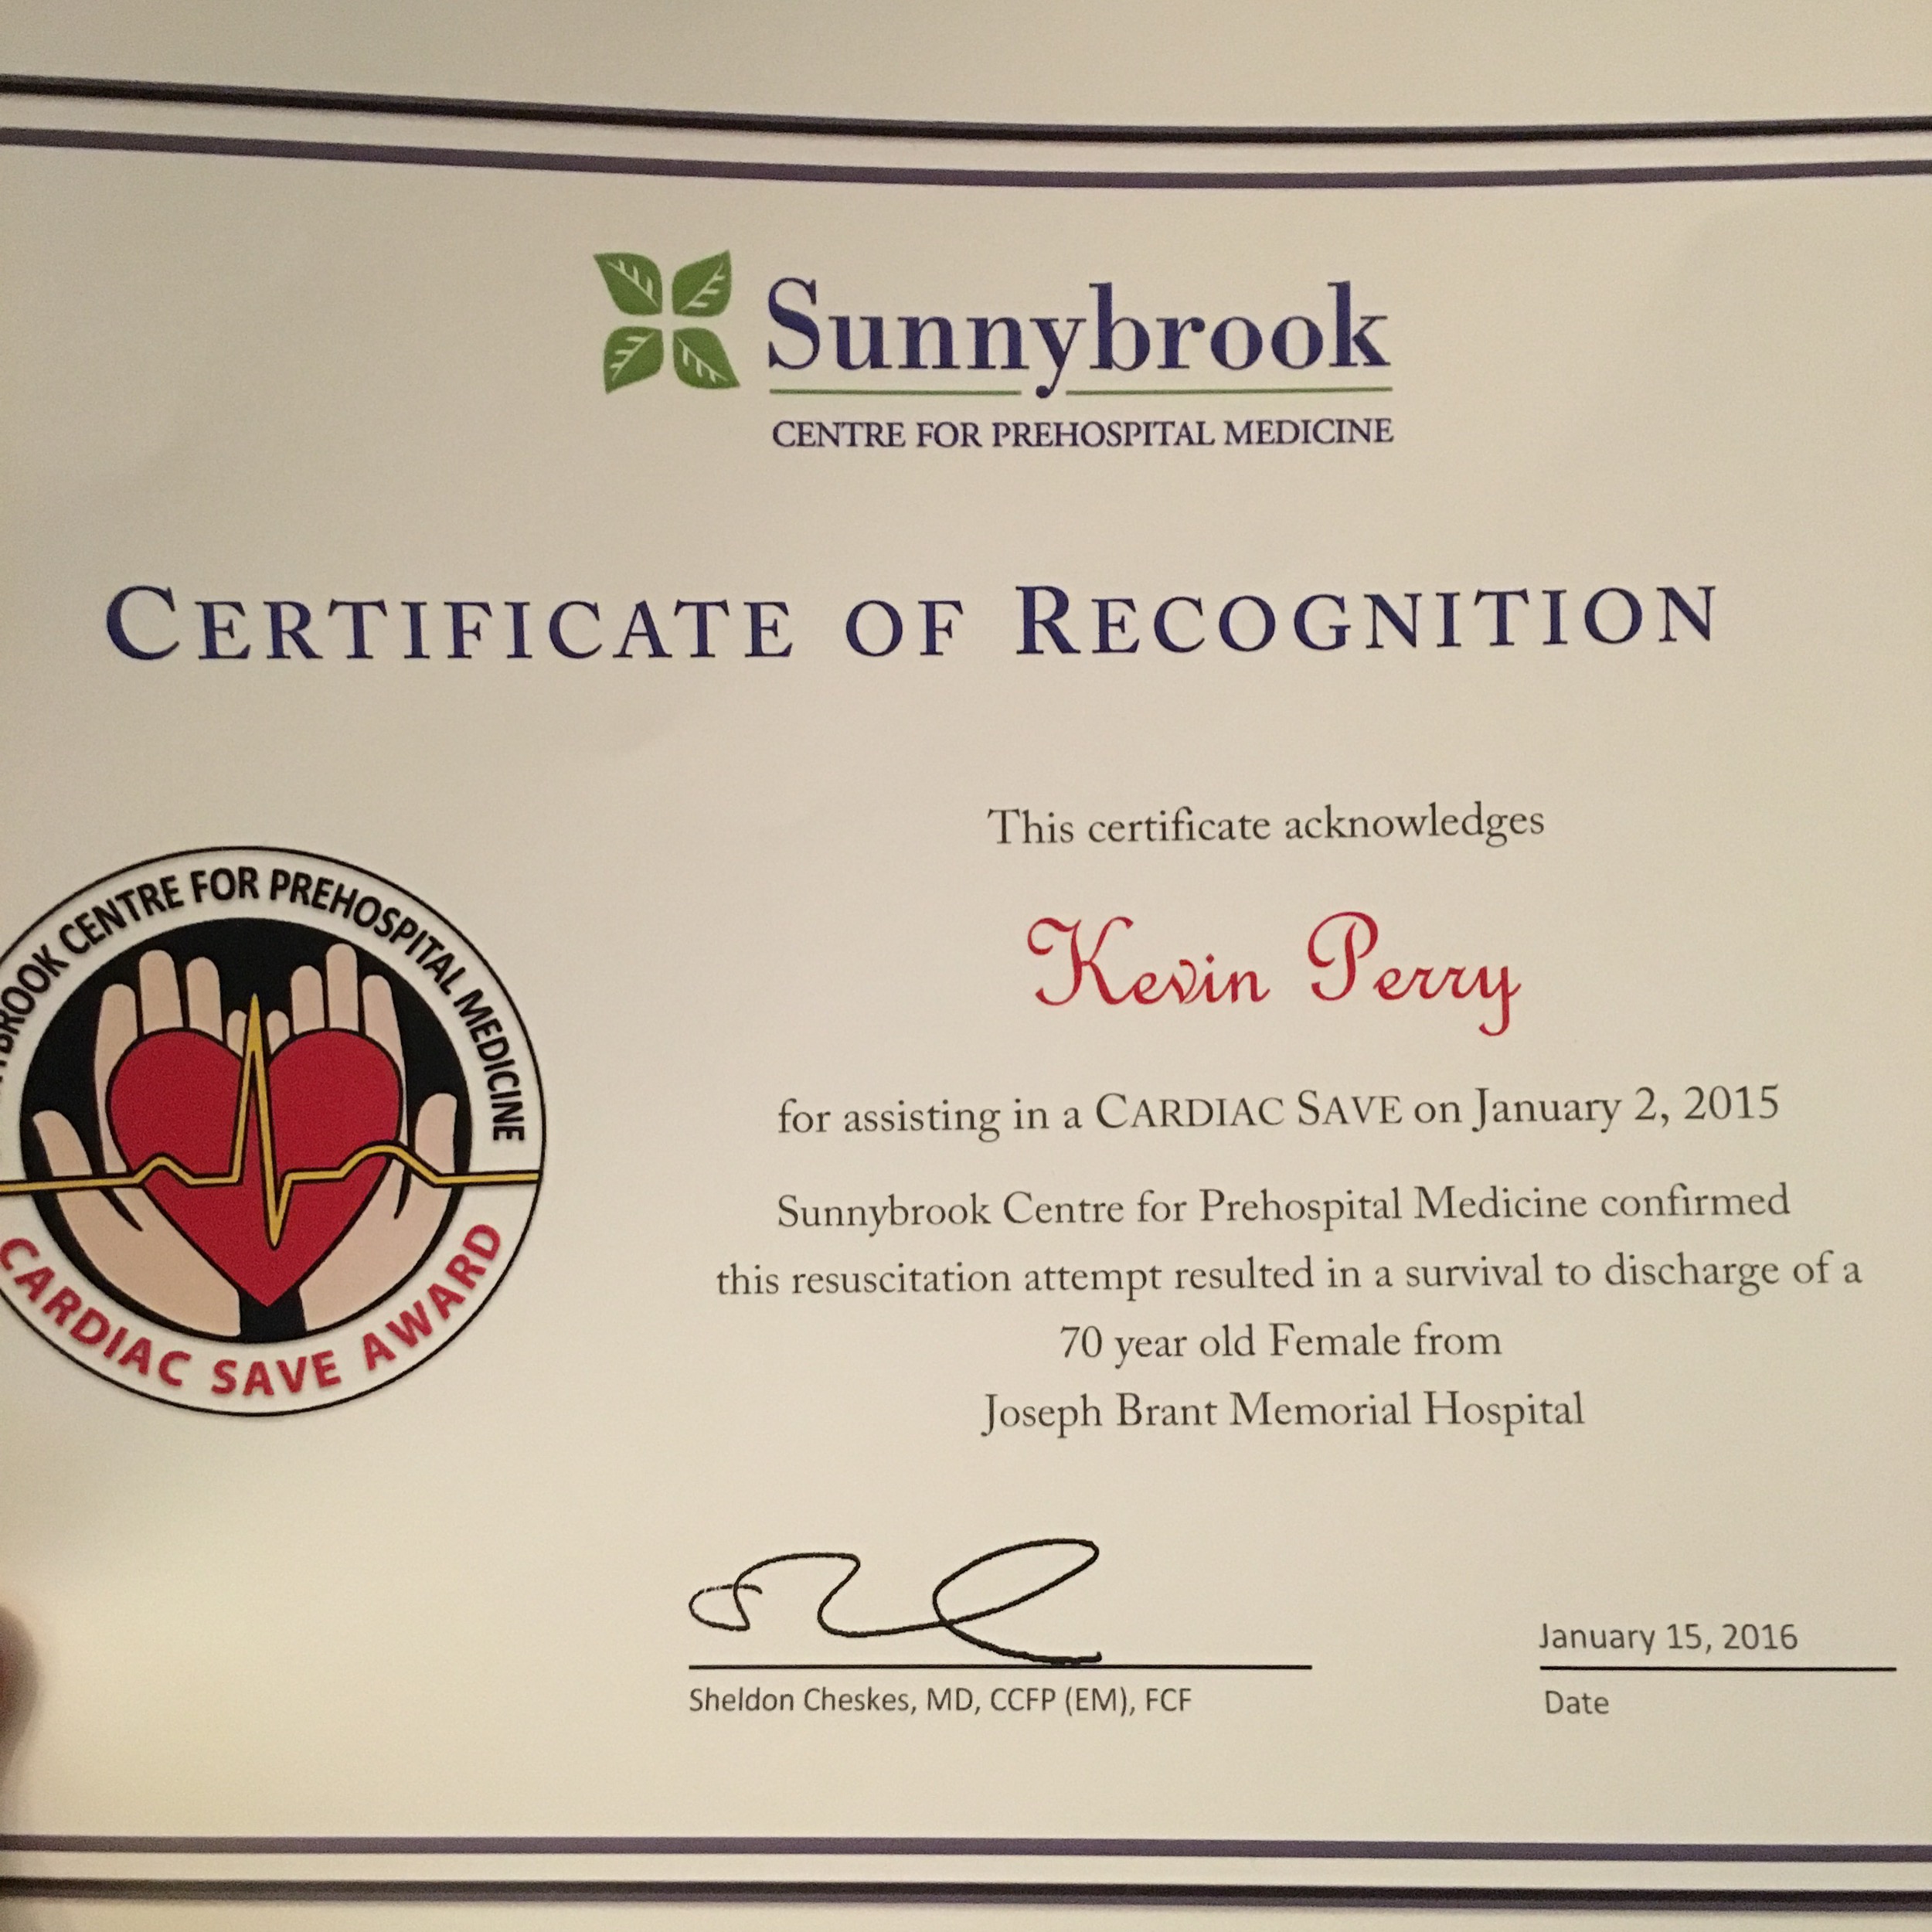 Sunnybrook
CENTRE FOR PREHOSPITAL MEDICINE
CERTIFICATE OF RECOGNITION
This certificate acknowledges
Kevin Perry
for assisting in a CARDIAC SAVE on January 2, 2015
Sunnybrook Centre for Prehospital Medicine confirmed
this resuscitation attempt resulted in a survival to discharge of a
70 year old Female from
Joseph Brant Memorial Hospital
CENTRE FOR PREHOSPITAL MEDICINE
CARDIAC SAVE AWARD
January 15, 2016
Sheldon Cheskes, MD, CCFP (EM), FCF
Date